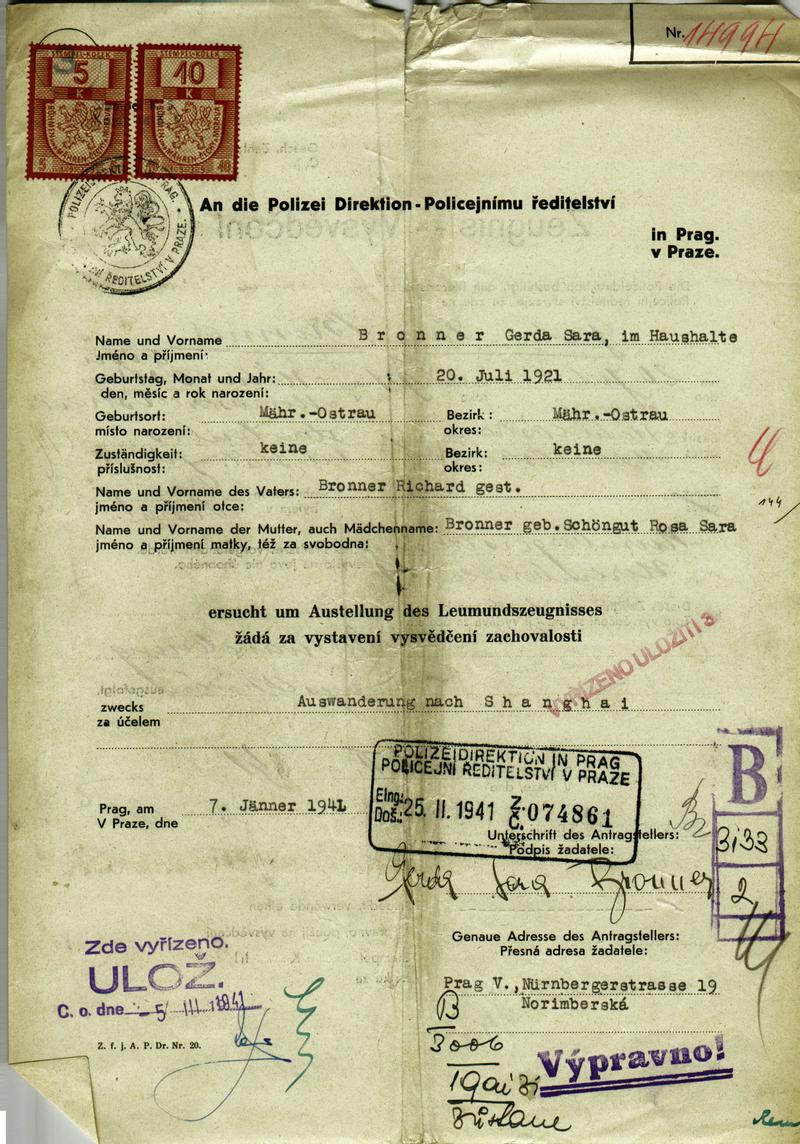 Nr. 14994
STEMPEL-KOLEK
5
K
STEMPEL-KOLEK
10
K
An die Polizei Direktion - Policejnímu ředitelství
in Prag.
v Praze.
Name und Vorname Bronner Gerda Sara, im Haushalte
Jméno a příjmení:
Geburtstag, Monat und Jahr: 20. Juli 1921
den, měsíc a rok narození:
Geburtsort: Mähr.-Ostrau Bezirk: Mähr.-Ostrau
místo narození: okres:
Zuständigkeit: keine Bezirk: keine
příslušnost: okres:
Name und Vorname des Vaters: Bronner Richard gest.
jméno a příjmení otce:
144
Name und Vorname der Mutter, auch Mädchenname: Bronner geb.Schöngut Rosa Sara
jméno a příjmení matky, též za svobodna:
ersucht um Austellung des Leumundszeugnisses
žádá za vystavení vysvědčení zachovalosti
VYŘÍZENO ULOŽITI 3
zwecks Auswanderung nach Shanghai
za účelem
POLIZEIDIREKTION IN PRAG
POLICEJNÍ ŘEDITELSTVÍ V PRAZE
Eing.:
Doš.: 25. II. 1941 Z. Č. 074861
B
3133
2
Prag, am 7. Jänner 1941
V Praze, dne
Unterschrift des Antragstellers:
Podpis žadatele:
Gerda Sara Bronner
Genaue Adresse des Antragstellers:
Přesná adresa žadatele:
Prag V.,Nürnbergerstrasse 19
Norimberská
Zde vyřízeno.
ULOŽ.
C. o. dne 5 III 1941
Z. f. j. A. P. Dr. Nr. 20.
B
3006
Výpravno!